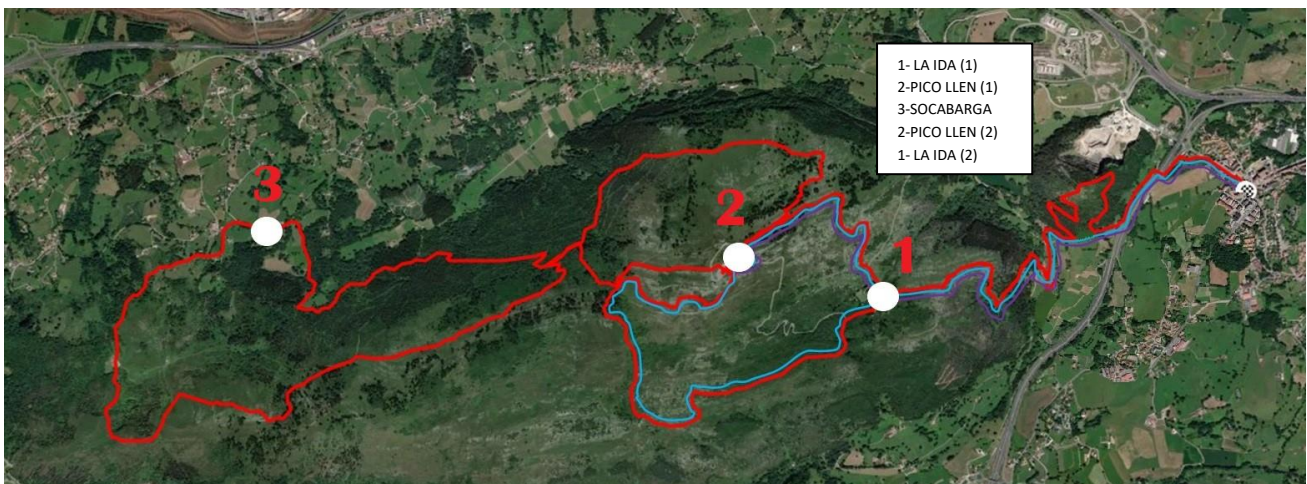 1- LA IDA (1)
2-PICO LLEN (1)
3-SOCABARGA
2-PICO LLEN (2)
1- LA IDA (2)
3
2
1